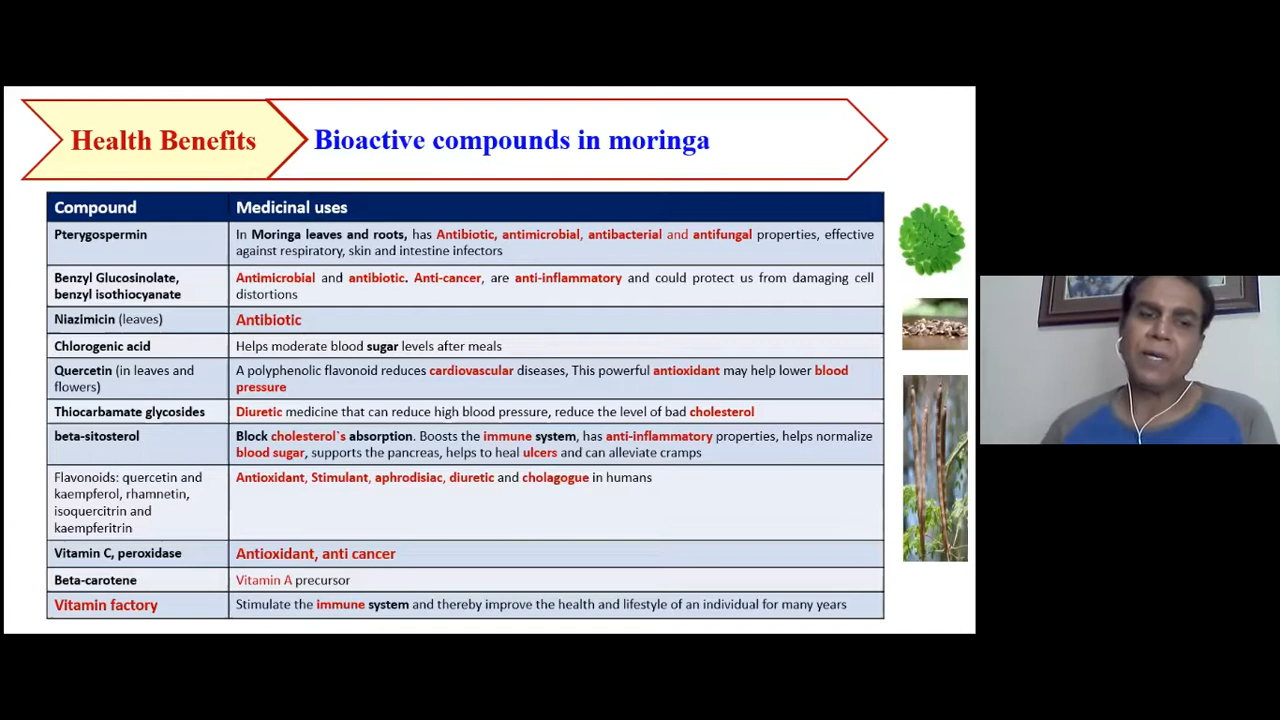 Health Benefits
Bioactive compounds in moringa
Compound
Medicinal uses
Pterygospermin
In Moringa leaves and roots, has Antibiotic, antimicrobial, antibacterial and antifungal properties, effective
against respiratory, skin and intestine infectors
Benzyl Glucosinolate,
benzyl isothiocyanate
Antimicrobial and antibiotic. Anti-cancer, are anti-inflammatory and could protect us from damaging cell
distortions
Niazimicin (leaves)
Antibiotic
Chlorogenic acid
Helps moderate blood sugar levels after meals
Quercetin (in leaves and
flowers)
A polyphenolic flavonoid reduces cardiovascular diseases, This powerful antioxidant may help lower blood
pressure
Thiocarbamate glycosides
Diuretic medicine that can reduce high blood pressure, reduce the level of bad cholesterol
beta-sitosterol
Block cholesterol`s absorption. Boosts the immune system, has anti-inflammatory properties, helps normalize
blood sugar, supports the pancreas, helps to heal ulcers and can alleviate cramps
Flavonoids: quercetin and
kaempferol, rhamnetin,
isoquercitrin and
kaempferitrin
Antioxidant, Stimulant, aphrodisiac, diuretic and cholagogue in humans
Vitamin C, peroxidase
Antioxidant, anti cancer
Beta-carotene
Vitamin A precursor
Vitamin factory
Stimulate the immune system and thereby improve the health and lifestyle of an individual for many years